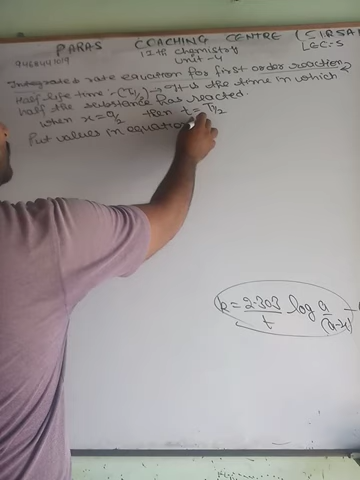 PARAS COACHING CENTRE (SIRSA
9468441019 12th Chemistry LEC:5
Unit-4
Integrated rate equation for first order reaction
Half-life time:- (T1/2) → It is the time in which
half the substance has reacted.
when x = a/2 then t = T1/2
Put values in equation
k = 2.303/t log a/(a-x)